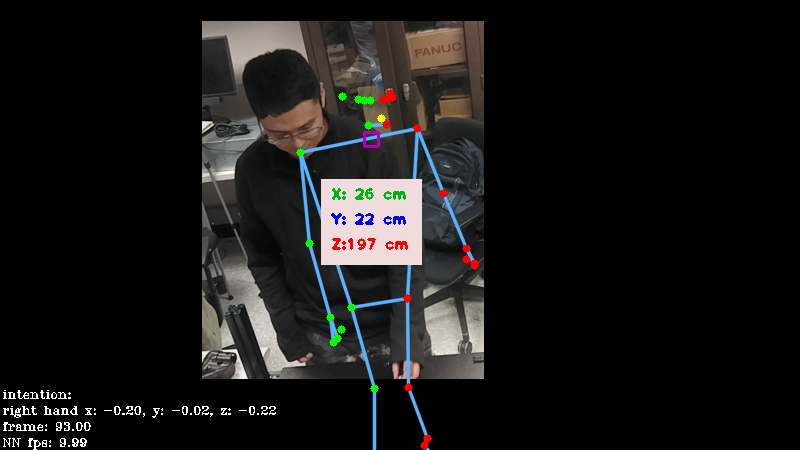 FANUC
X: 26 cm
Y: 22 cm
Z:197 cm
intention:
right hand x: -0.20, y: -0.02, z: -0.22
frame: 93.00
NN fps: 9.99